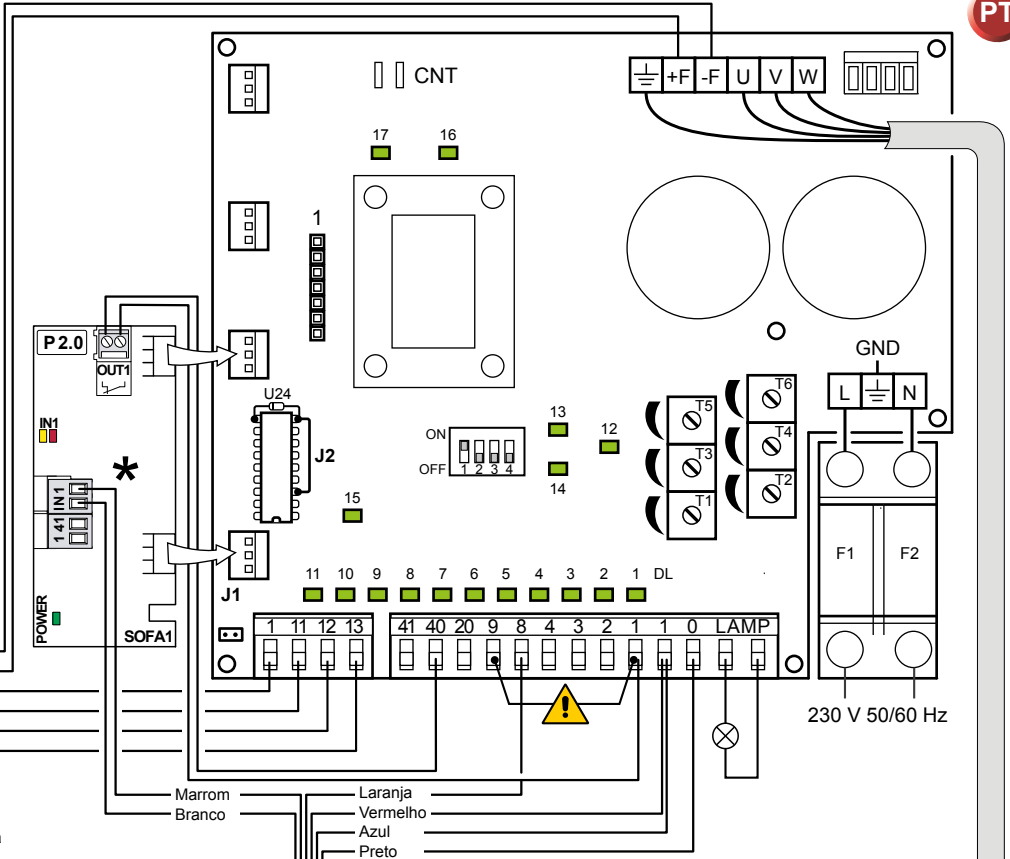 PT
CNT
+F -F U V W
17 16
1
P 2.0
OUT1
GND
L N
T5 T6
T3 T4
T1 T2
U24
J2
ON
OFF
1 2 3 4
13
12
14
15
IN1
*
IN1
1 41
POWER
SOFA1
F1 F2
11 10 9 8 7 6 5 4 3 2 1 DL
J1
1 11 12 13
41 40 20 9 8 4 3 2 1 1 0 LAMP
!
230 V 50/60 Hz
Marrom
Branco
Laranja
Vermelho
Azul
Preto